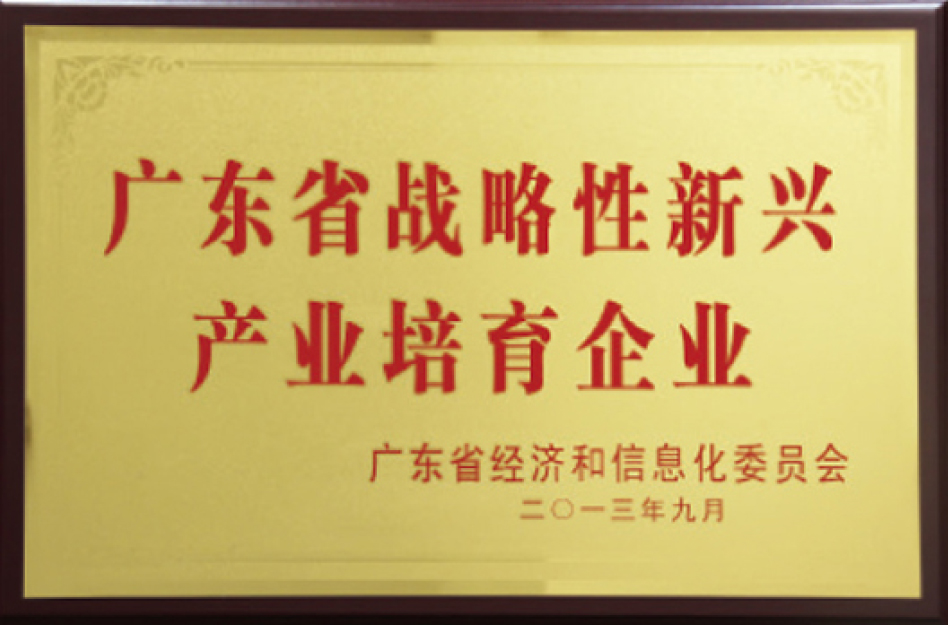 广东省战略性新兴
产业培育企业
广东省经济和信息化委员会
二〇一三年九月